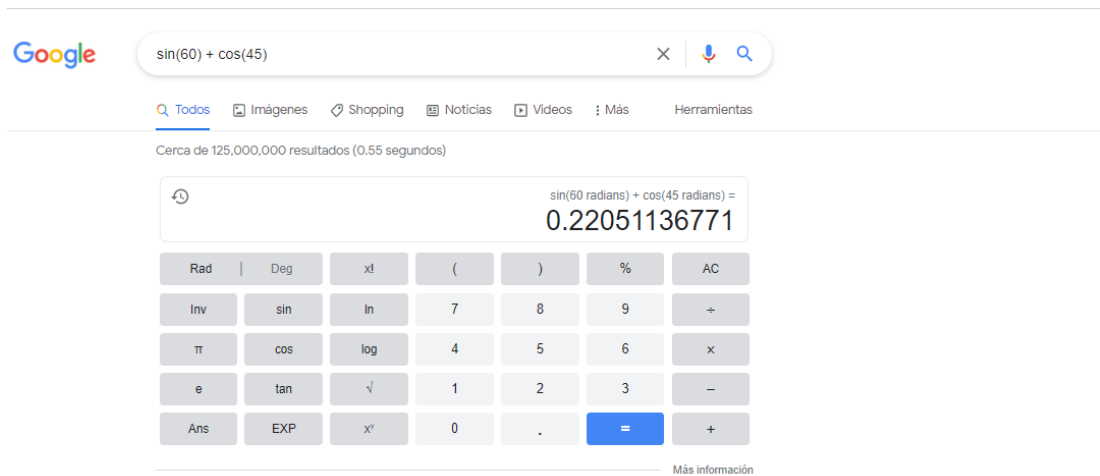 Google
sin(60) + cos(45)
Todos Imágenes Shopping Noticias Videos Más Herramientas
Cerca de 125,000,000 resultados (0.55 segundos)
sin(60 radians) + cos(45 radians) =
0.22051136771
Rad | Deg x! ( ) % AC
Inv sin ln 7 8 9 ÷
π cos log 4 5 6 ×
e tan √ 1 2 3 −
Ans EXP xʸ 0 . = +
Más información